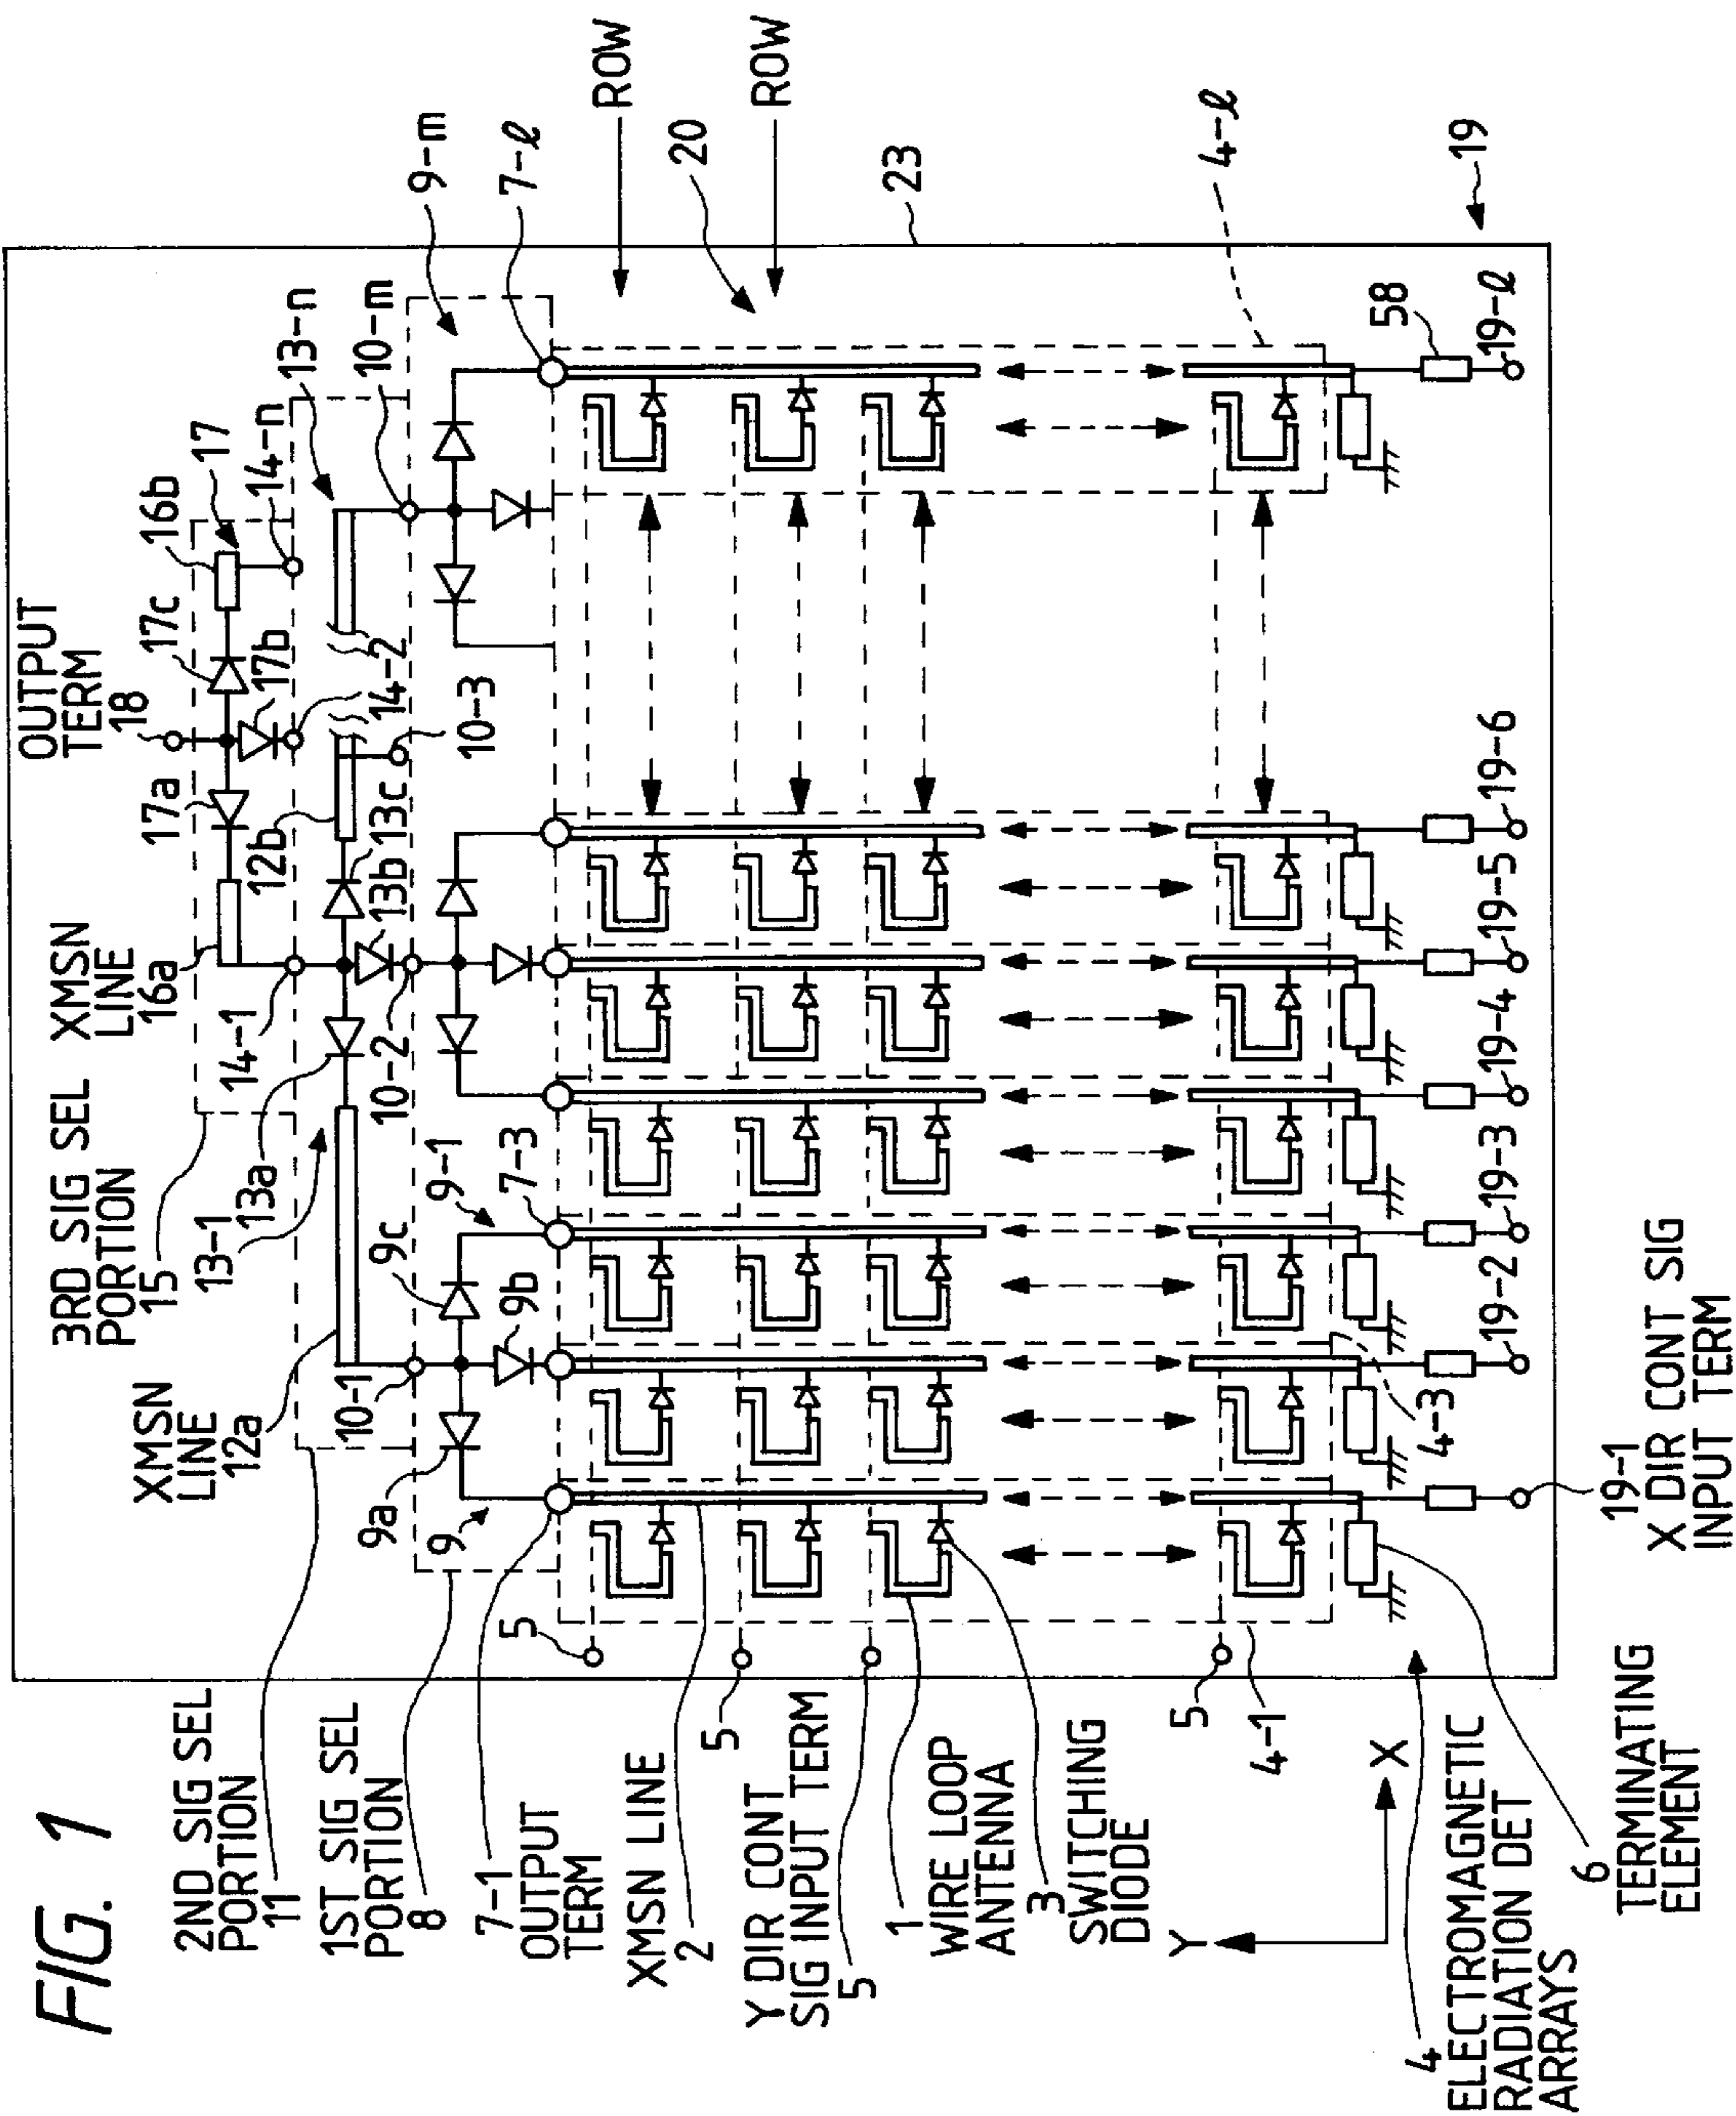 FIG. 1
2ND SIG SEL
PORTION
11
1ST SIG SEL
PORTION
8
7-1
OUTPUT
TERM
XMSN LINE
2
Y DIR CONT
SIG INPUT TERM
5
1
WIRE LOOP
ANTENNA
3
SWITCHING
DIODE
Y
X
4
ELECTROMAGNETIC
RADIATION DET
ARRAYS
6
TERMINATING
ELEMENT
5
5
5
4-1
XMSN
LINE
12a
9a
9
10-1
3RD SIG SEL
PORTION
15
13-1
13a
9c
9-1
9b
7-3
4-3
XMSN
LINE
16a
14-1
10-2
12b
13b
13c
17a
OUTPUT
TERM
18
17c
17b
14-2
10-3
16b
17
14-n
13-n
10-m
9-m
7-ℓ
ROW
20
ROW
23
4-ℓ
19
58
19-1
X DIR CONT SIG
INPUT TERM
19-2
19-3
19-4
19-5
19-6
19-ℓ